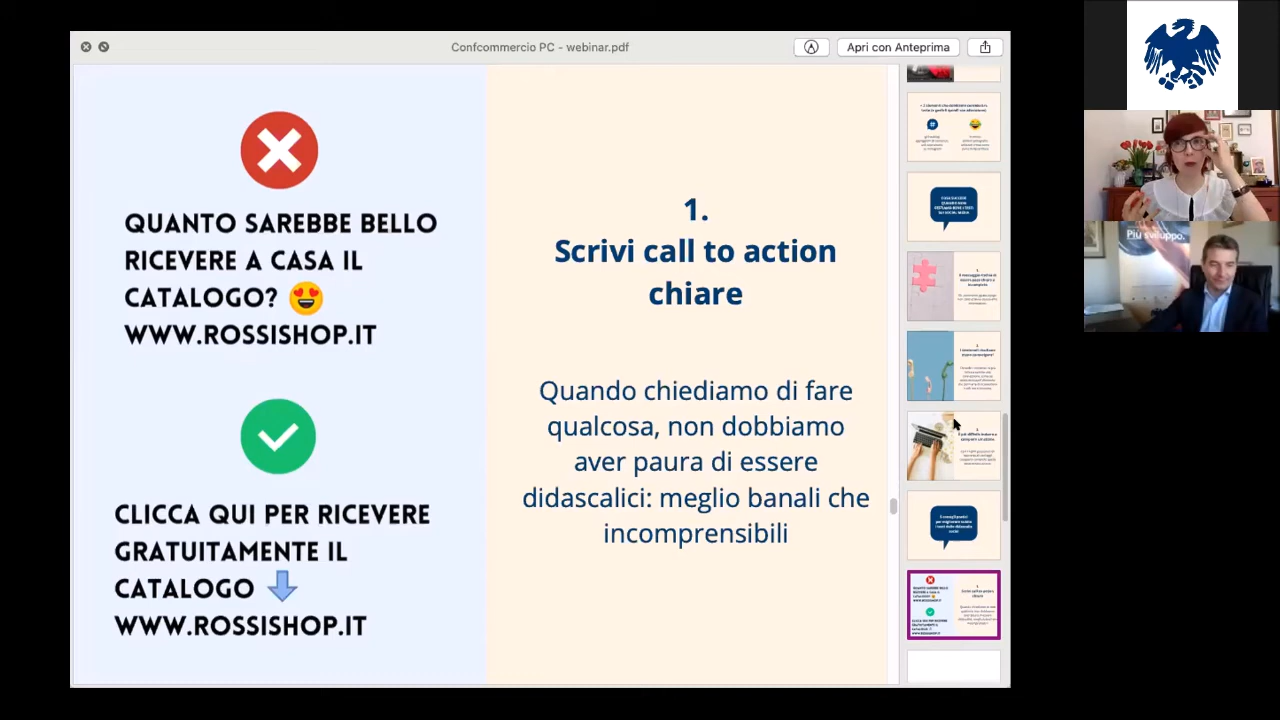 Confcommercio PC - webinar.pdf
Apri con Anteprima
QUANTO SAREBBE BELLO
RICEVERE A CASA IL
CATALOGO? 😍
WWW.ROSSISHOP.IT
CLICCA QUI PER RICEVERE
GRATUITAMENTE IL
CATALOGO
WWW.ROSSISHOP.IT
1.
Scrivi call to action
chiare
Quando chiediamo di fare
qualcosa, non dobbiamo
aver paura di essere
didascalici: meglio banali che
incomprensibili
Più sviluppo.